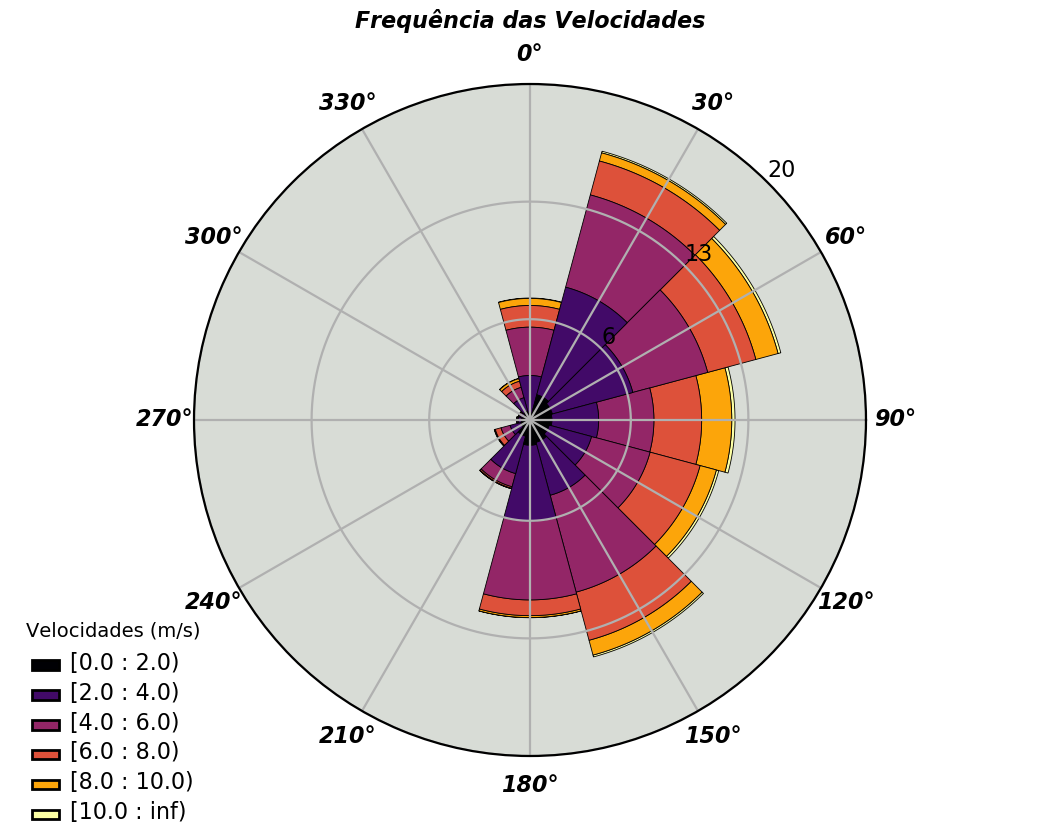 Frequência das Velocidades
0°
330°
30°
20
300°
60°
13
6
270°
90°
240°
120°
210°
150°
180°
Velocidades (m/s)
[0.0 : 2.0)
[2.0 : 4.0)
[4.0 : 6.0)
[6.0 : 8.0)
[8.0 : 10.0)
[10.0 : inf)